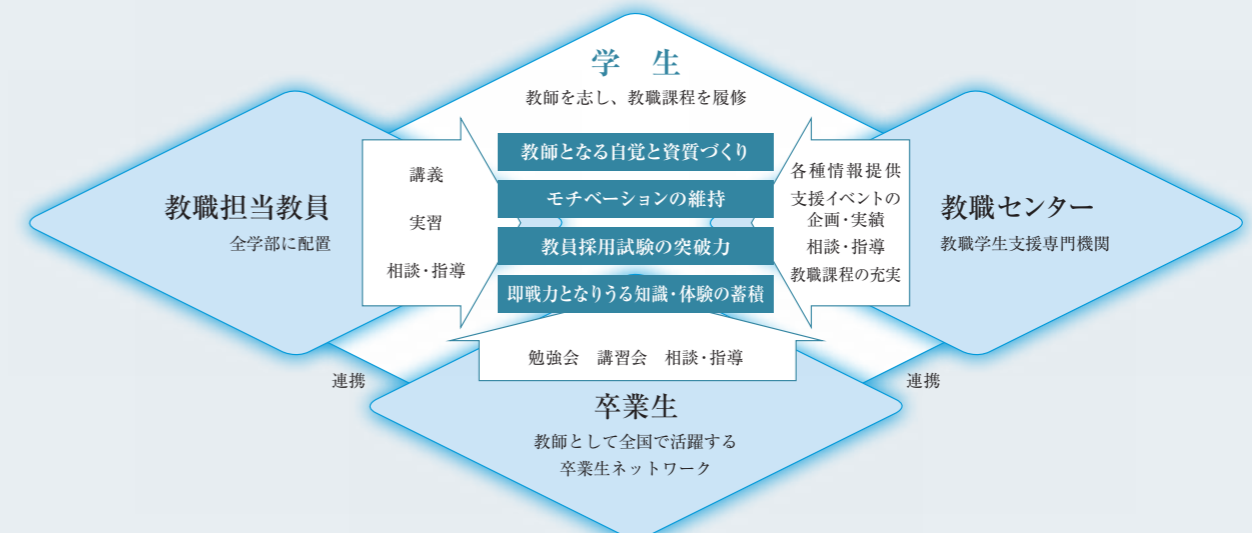 学 生
教師を志し、教職課程を履修
教師となる自覚と資質づくり
モチベーションの維持
教員採用試験の突破力
即戦力となりうる知識・体験の蓄積
教職担当教員
全学部に配置
講義
実習
相談・指導
各種情報提供
支援イベントの
企画・実績
相談・指導
教職課程の充実
教職センター
教職学生支援専門機関
連携
連携
勉強会 講習会 相談・指導
卒業生
教師として全国で活躍する
卒業生ネットワーク